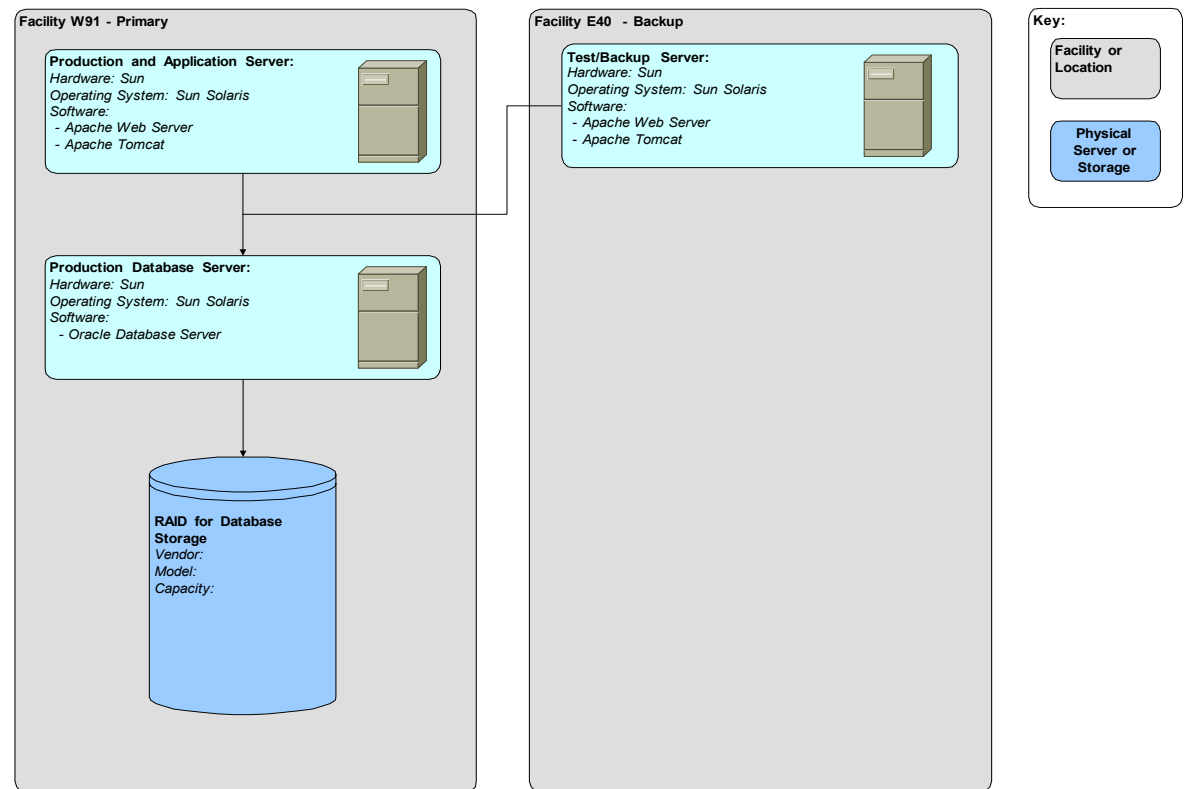 Facility W91 - Primary
Production and Application Server:
Hardware: Sun
Operating System: Sun Solaris
Software:
- Apache Web Server
- Apache Tomcat
Production Database Server:
Hardware: Sun
Operating System: Sun Solaris
Software:
- Oracle Database Server
RAID for Database
Storage
Vendor:
Model:
Capacity:
Facility E40 - Backup
Test/Backup Server:
Hardware: Sun
Operating System: Sun Solaris
Software:
- Apache Web Server
- Apache Tomcat
Key:
Facility or
Location
Physical
Server or
Storage